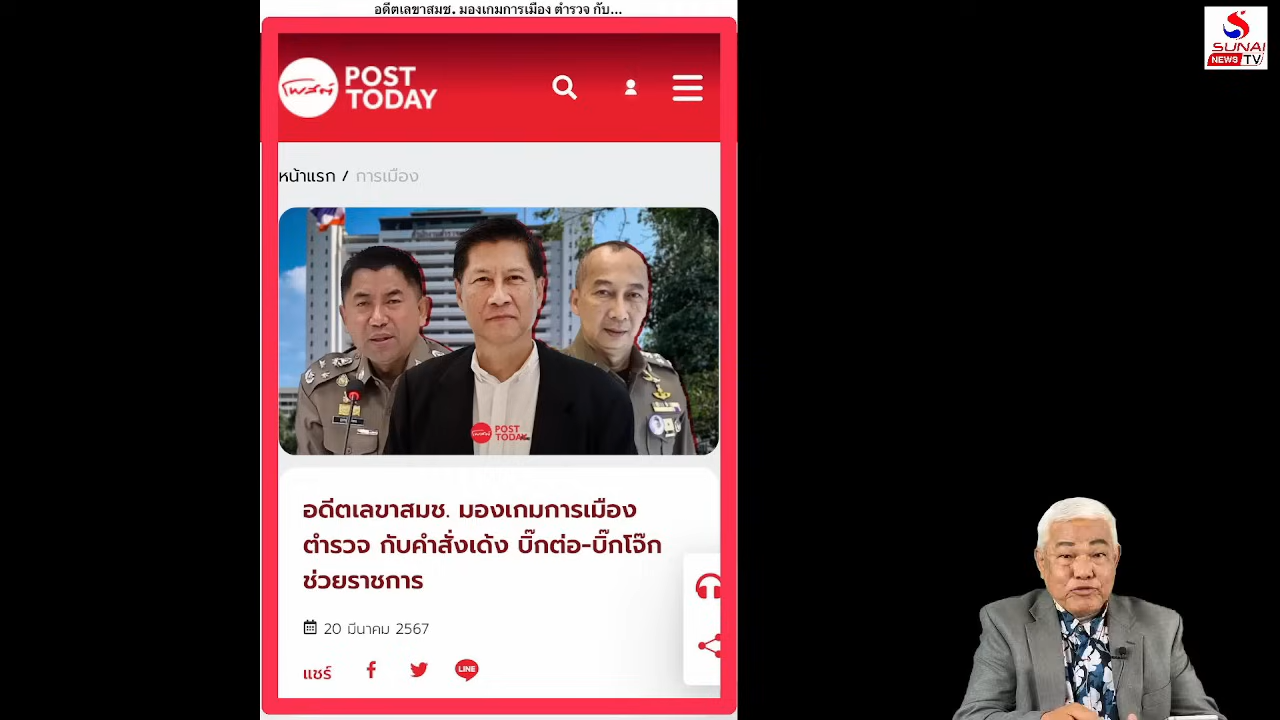 อดีตเลขาสมช. มองเกมการเมือง ตำรวจ กับ...
SUNAI
NEWS TV
โพสต์
POST
TODAY
หน้าแรก / การเมือง
POST
TODAY
อดีตเลขาสมช. มองเกมการเมือง
ตำรวจ กับคำสั่งเด้ง บิ๊กต่อ-บิ๊กโจ๊ก
ช่วยราชการ
20 มีนาคม 2567
แชร์
LINE